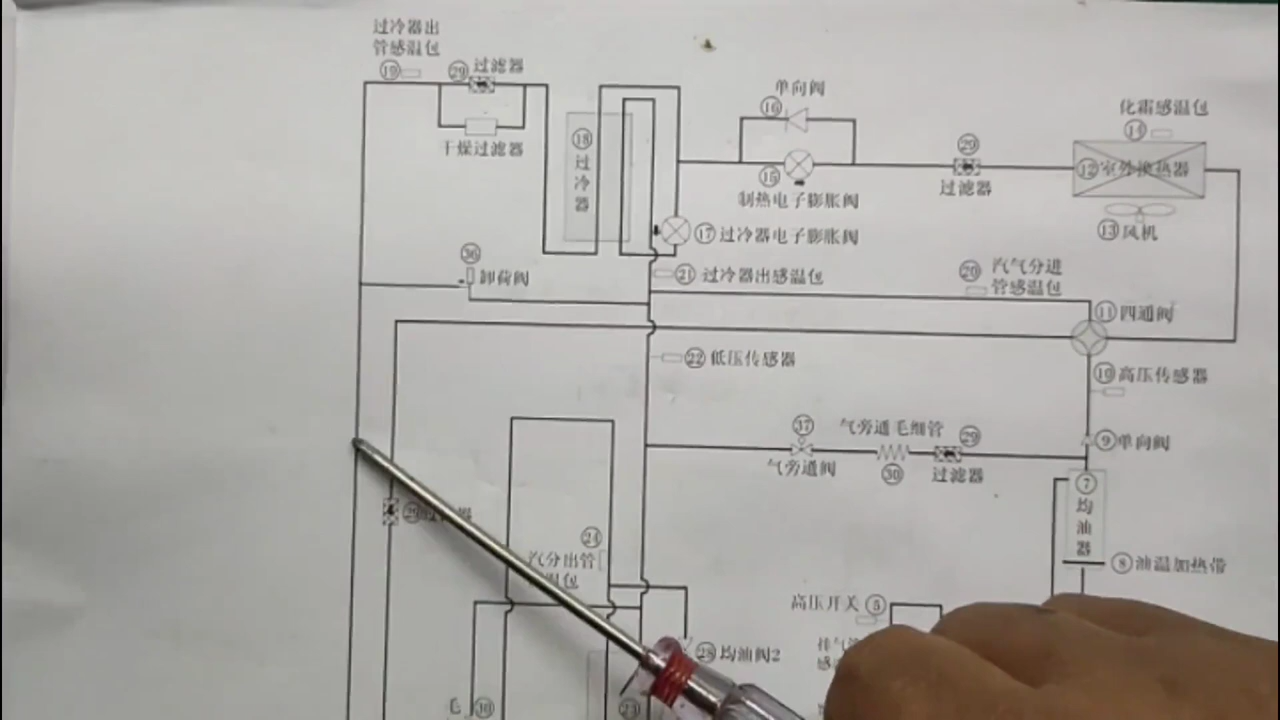 过冷器出
管感温包
⑲
㉙ 过滤器
干燥过滤器
⑱
过
冷
器
单向阀
⑯
⑮
制热电子膨胀阀
㉙
过滤器
化霜感温包
⑭
⑫ 室外换热器
⑬ 风机
⑰ 过冷器电子膨胀阀
㊱ 卸荷阀
㉑ 过冷器出感温包
⑳ 汽气分进
管感温包
⑪ 四通阀
㉒ 低压传感器
⑩ 高压传感器
㊲
气旁通阀
气旁通毛细管
㉚
㉙
过滤器
⑨ 单向阀
⑦
均
油
器
⑧ 油温加热带
㉔
汽分出管
温包
高压开关 ⑤
㉕ 均油阀2
㉓
毛 ㉚